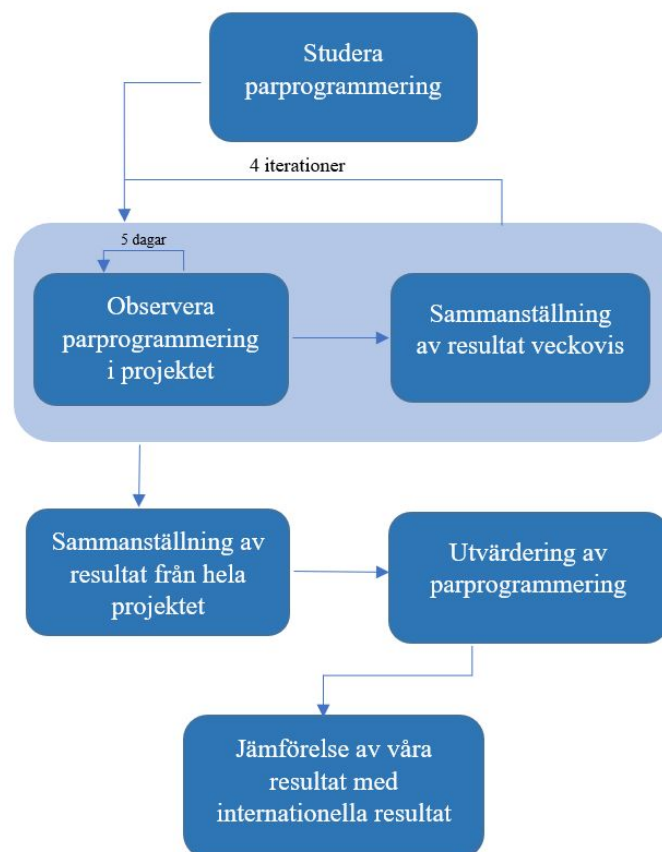 Studera
parprogrammering
4 iterationer
5 dagar
Observera
parprogrammering
i projektet
Sammanställning
av resultat veckovis
Sammanställning av
resultat från hela
projektet
Utvärdering av
parprogrammering
Jämförelse av våra
resultat med
internationella resultat